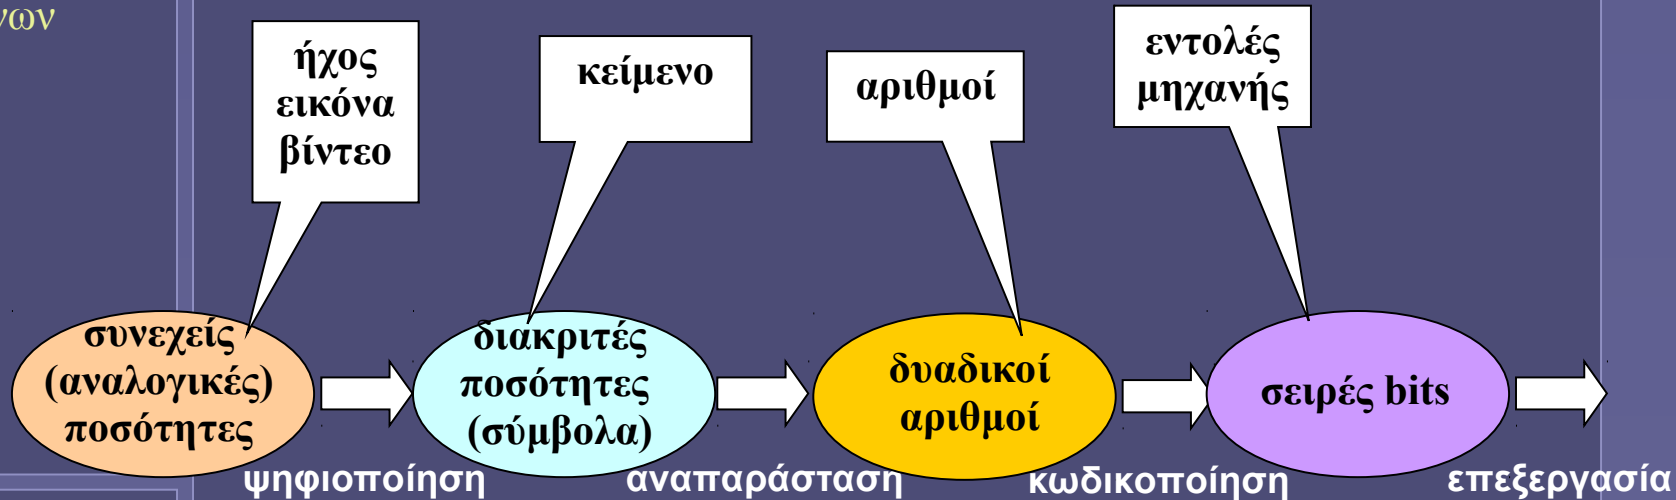 ήχος
εικόνα
βίντεο
κείμενο
αριθμοί
εντολές
μηχανής
συνεχείς
(αναλογικές)
ποσότητες
διακριτές
ποσότητες
(σύμβολα)
δυαδικοί
αριθμοί
σειρές bits
ψηφιοποίηση
αναπαράσταση
κωδικοποίηση
επεξεργασία